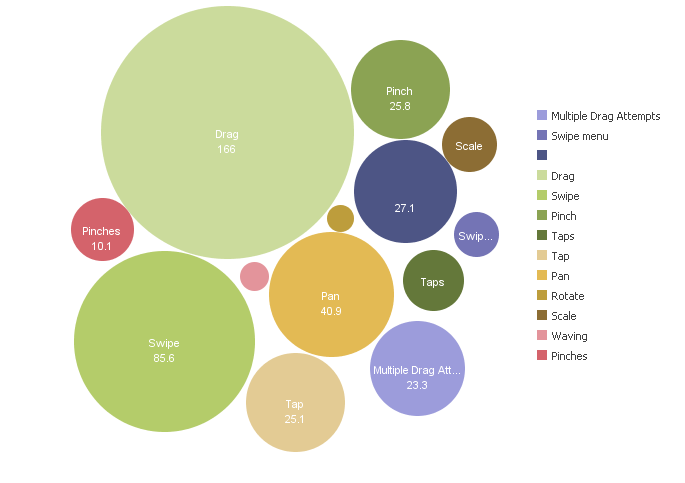 Drag
166
Pinch
25.8
Scale
27.1
Pinches
10.1
Swip...
Taps
Pan
40.9
Swipe
85.6
Multiple Drag Att...
23.3
Tap
25.1
Multiple Drag Attempts
Swipe menu
Drag
Swipe
Pinch
Taps
Tap
Pan
Rotate
Scale
Waving
Pinches